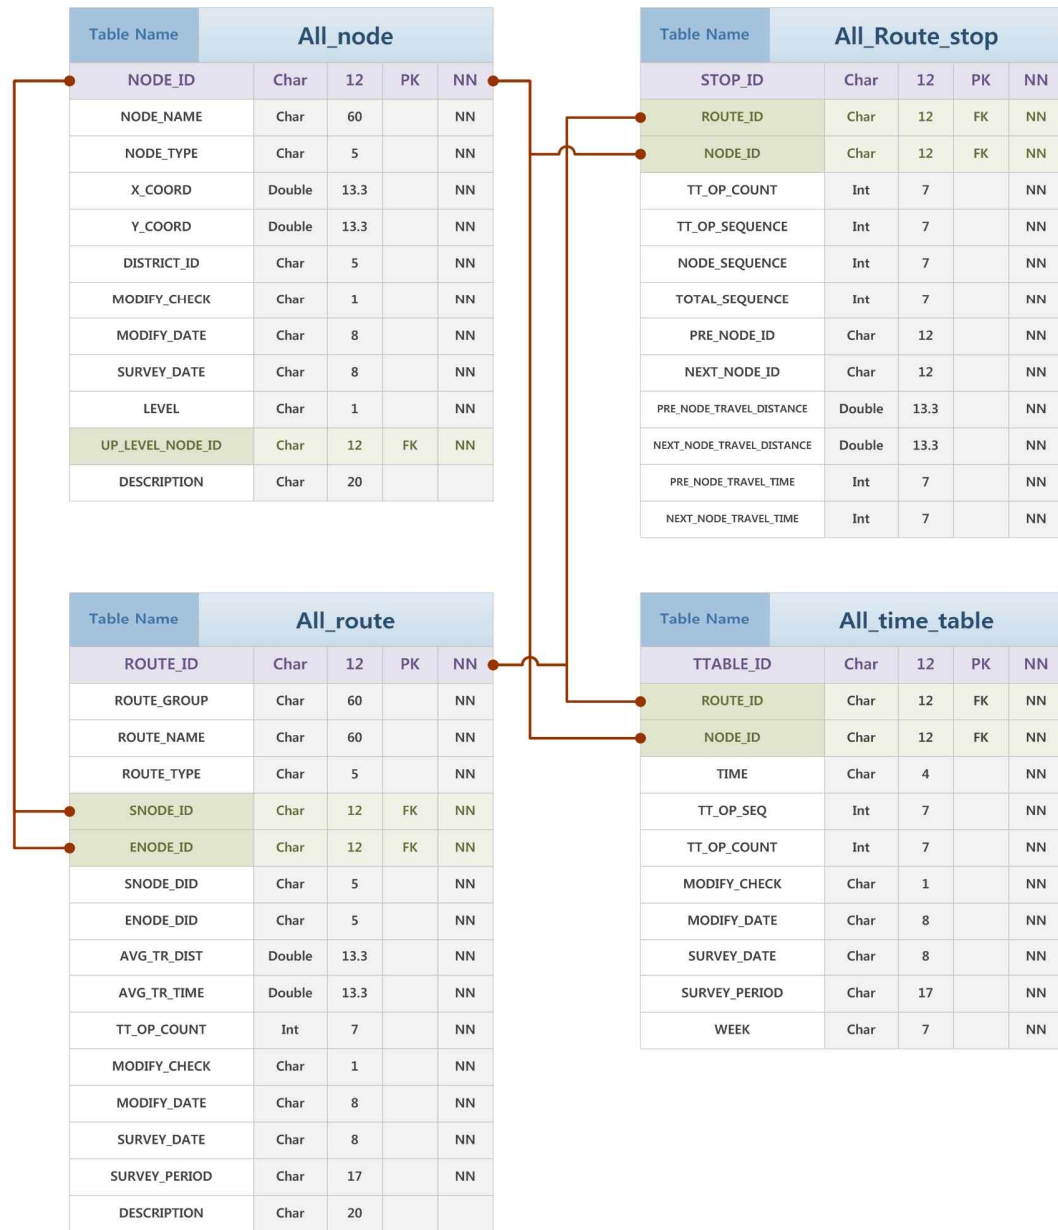 Table Name All_node
NODE_ID Char 12 PK NN
NODE_NAME Char 60 NN
NODE_TYPE Char 5 NN
X_COORD Double 13.3 NN
Y_COORD Double 13.3 NN
DISTRICT_ID Char 5 NN
MODIFY_CHECK Char 1 NN
MODIFY_DATE Char 8 NN
SURVEY_DATE Char 8 NN
LEVEL Char 1 NN
UP_LEVEL_NODE_ID Char 12 FK NN
DESCRIPTION Char 20
Table Name All_Route_stop
STOP_ID Char 12 PK NN
ROUTE_ID Char 12 FK NN
NODE_ID Char 12 FK NN
TT_OP_COUNT Int 7 NN
TT_OP_SEQUENCE Int 7 NN
NODE_SEQUENCE Int 7 NN
TOTAL_SEQUENCE Int 7 NN
PRE_NODE_ID Char 12 NN
NEXT_NODE_ID Char 12 NN
PRE_NODE_TRAVEL_DISTANCE Double 13.3 NN
NEXT_NODE_TRAVEL_DISTANCE Double 13.3 NN
PRE_NODE_TRAVEL_TIME Int 7 NN
NEXT_NODE_TRAVEL_TIME Int 7 NN
Table Name All_route
ROUTE_ID Char 12 PK NN
ROUTE_GROUP Char 60 NN
ROUTE_NAME Char 60 NN
ROUTE_TYPE Char 5 NN
SNODE_ID Char 12 FK NN
ENODE_ID Char 12 FK NN
SNODE_DID Char 5 NN
ENODE_DID Char 5 NN
AVG_TR_DIST Double 13.3 NN
AVG_TR_TIME Double 13.3 NN
TT_OP_COUNT Int 7 NN
MODIFY_CHECK Char 1 NN
MODIFY_DATE Char 8 NN
SURVEY_DATE Char 8 NN
SURVEY_PERIOD Char 17 NN
DESCRIPTION Char 20
Table Name All_time_table
TTABLE_ID Char 12 PK NN
ROUTE_ID Char 12 FK NN
NODE_ID Char 12 FK NN
TIME Char 4 NN
TT_OP_SEQ Int 7 NN
TT_OP_COUNT Int 7 NN
MODIFY_CHECK Char 1 NN
MODIFY_DATE Char 8 NN
SURVEY_DATE Char 8 NN
SURVEY_PERIOD Char 17 NN
WEEK Char 7 NN